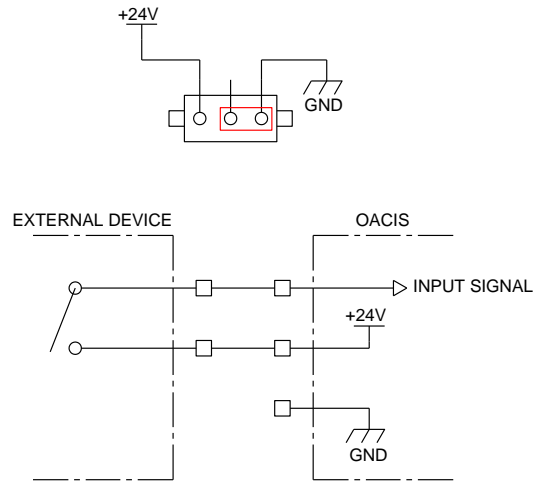 +24V
GND
EXTERNAL DEVICE
OACIS
INPUT SIGNAL
+24V
GND